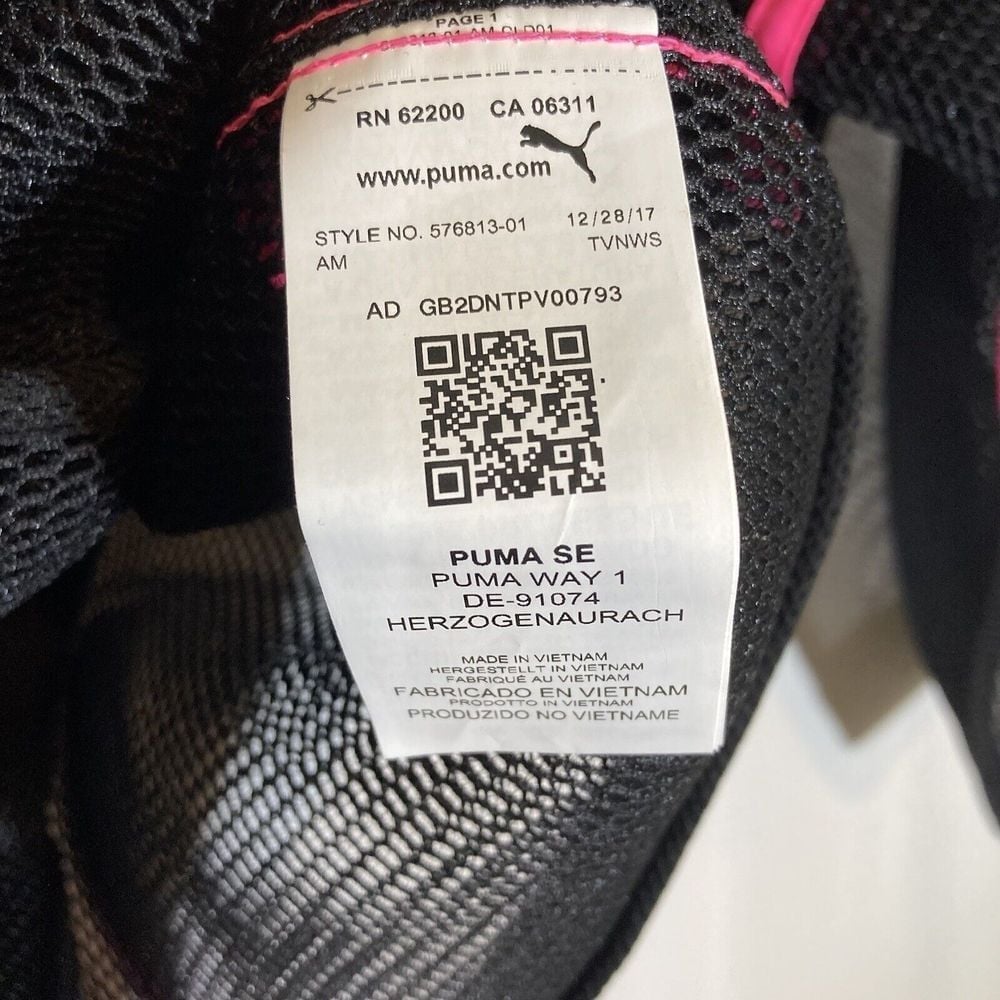 PAGE 1
RN 62200 CA 06311
www.puma.com
STYLE NO. 576813-01 12/28/17
AM TVNWS
AD GB2DNTPV00793
PUMA SE
PUMA WAY 1
DE-91074
HERZOGENAURACH
MADE IN VIETNAM
HERGESTELLT IN VIETNAM
FABRIQUÉ AU VIETNAM
FABRICADO EN VIETNAM
PRODOTTO IN VIETNAM
PRODUZIDO NO VIETNAME